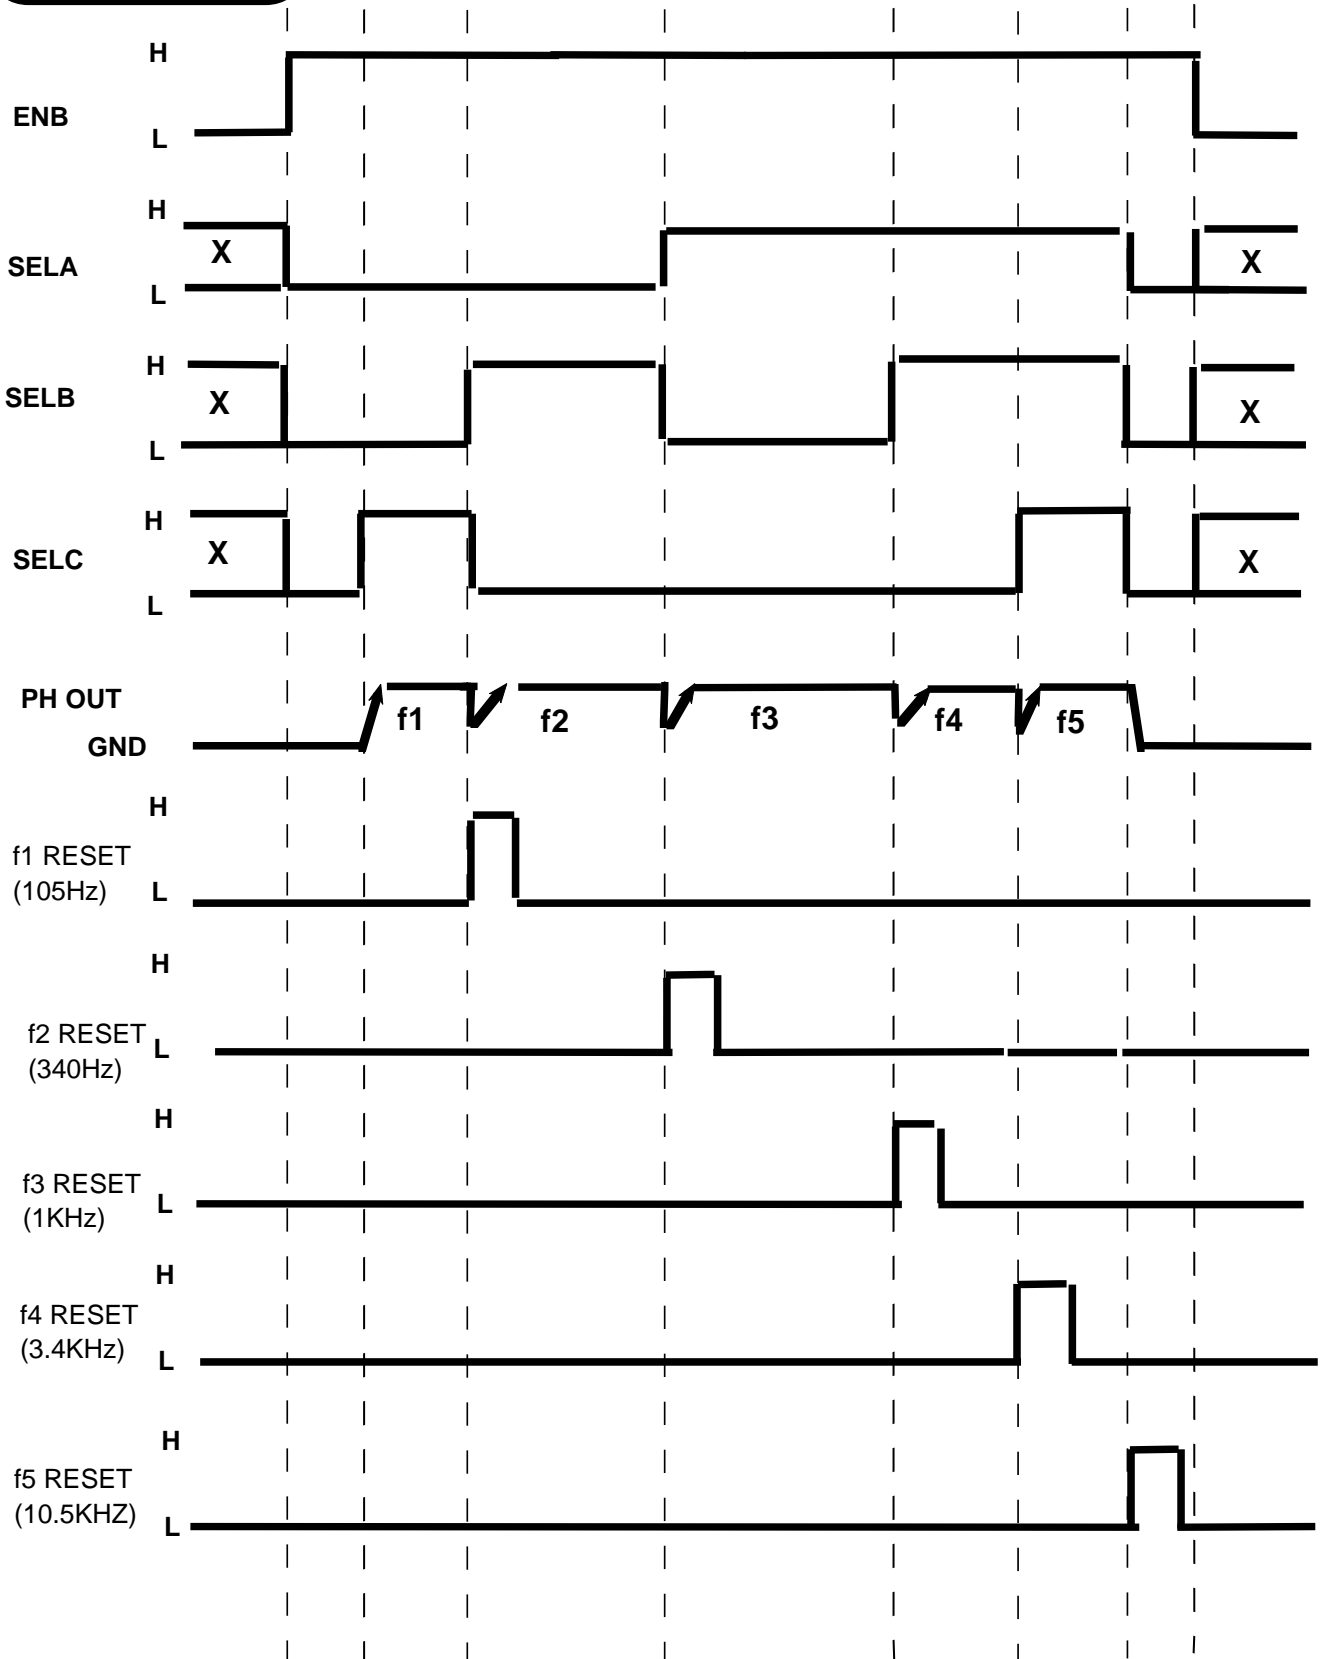 H
ENB
L
H
X
SELA
X
L
H
SELB
X
X
L
H
X
SELC
X
L
PH OUT
f1
f2
f3
f4
f5
GND
H
f1 RESET
(105Hz)
L
H
f2 RESET
L
(340Hz)
H
f3 RESET
L
(1KHz)
H
f4 RESET
(3.4KHz)
L
H
f5 RESET
(10.5KHZ)
L